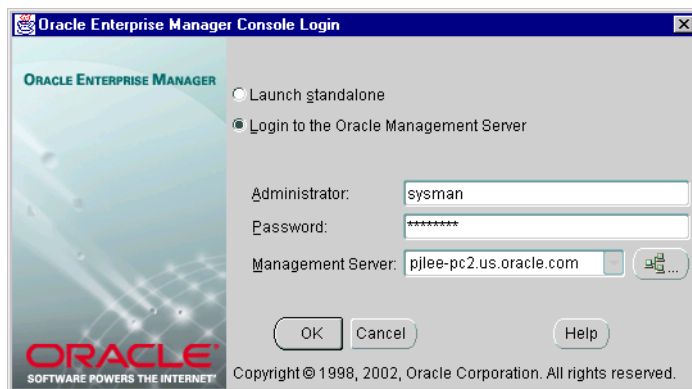 Oracle Enterprise Manager Console Login
ORACLE ENTERPRISE MANAGER
Launch standalone
Login to the Oracle Management Server
Administrator: sysman
Password: ********
Management Server: pjlee-pc2.us.oracle.com ...
OK Cancel Help
ORACLE®
SOFTWARE POWERS THE INTERNET™
Copyright © 1998, 2002, Oracle Corporation. All rights reserved.